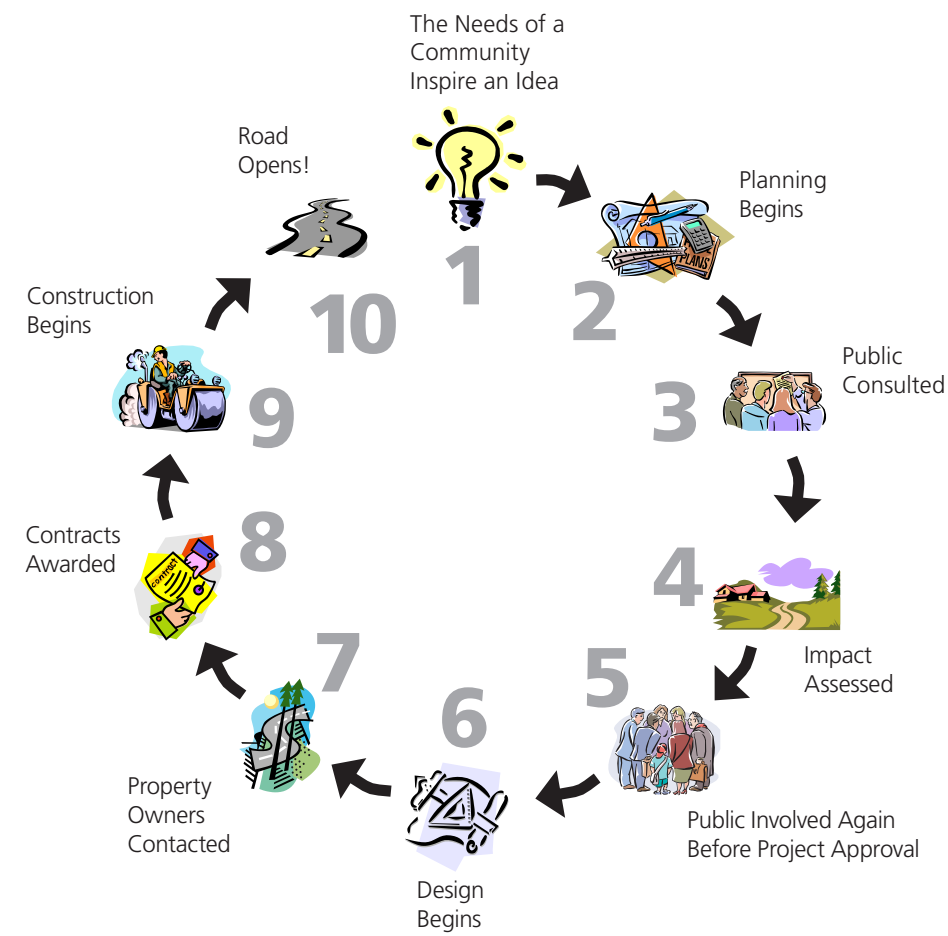 The Needs of a
Community
Inspire an Idea
1
Planning
Begins
PLANS
2
Public
Consulted
3
4
Impact
Assessed
5
Public Involved Again
Before Project Approval
6
Design
Begins
7
Property
Owners
Contacted
8
Contracts
Awarded
contract
9
Construction
Begins
10
Road
Opens!